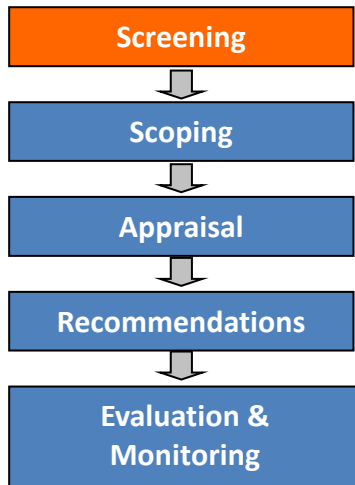 Screening
Scoping
Appraisal
Recommendations
Evaluation &
Monitoring